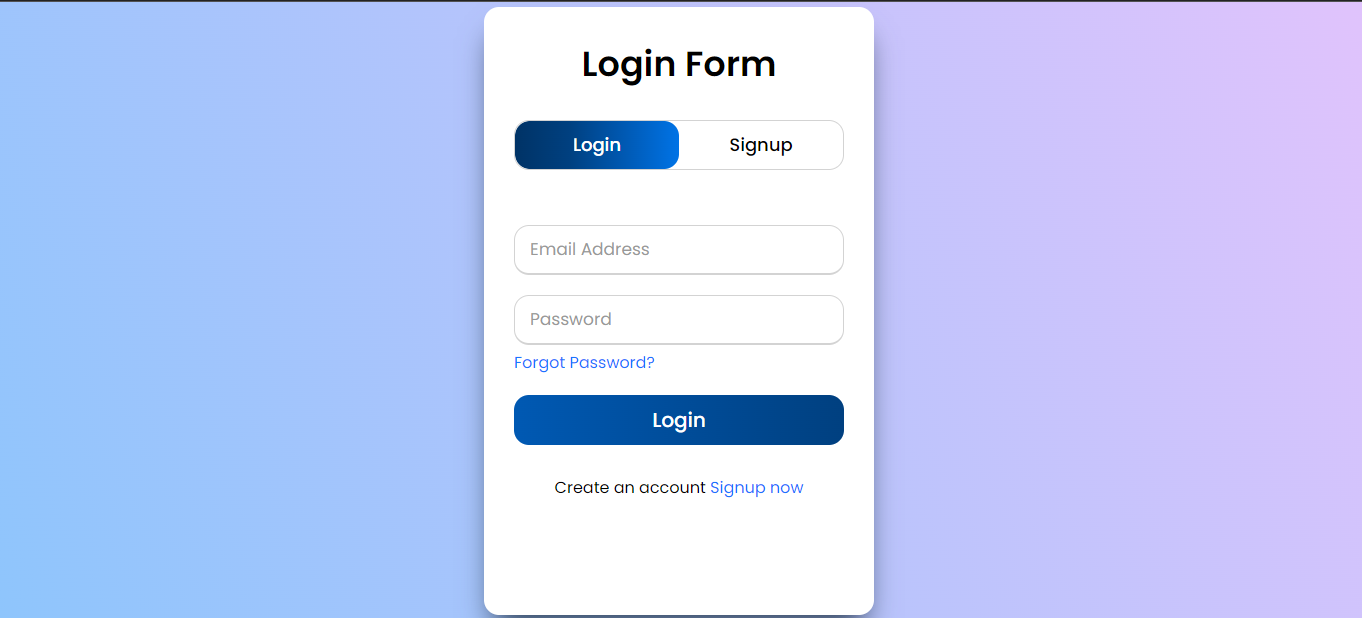 Login Form
Login Signup
Email Address
Password
Forgot Password?
Login
Create an account Signup now